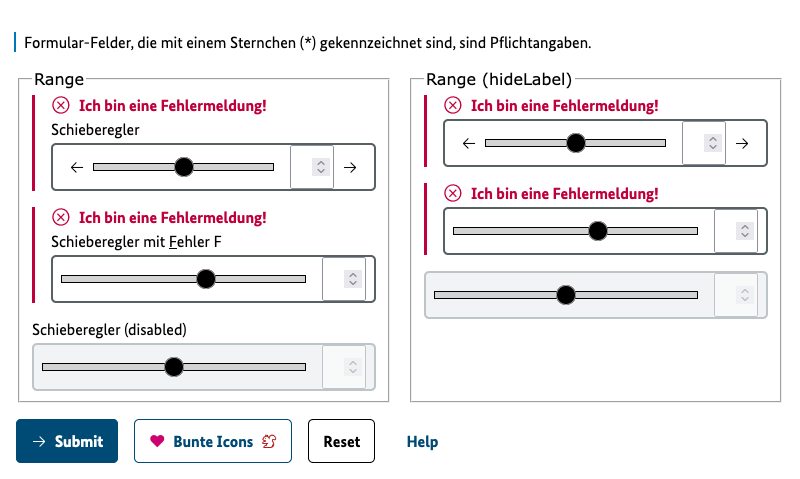 Formular-Felder, die mit einem Sternchen (*) gekennzeichnet sind, sind Pflichtangaben.
Range
Ich bin eine Fehlermeldung!
Schieberegler
Ich bin eine Fehlermeldung!
Schieberegler mit Fehler F
Schieberegler (disabled)
Range (hideLabel)
Ich bin eine Fehlermeldung!
Ich bin eine Fehlermeldung!
Submit
Bunte Icons
Reset
Help